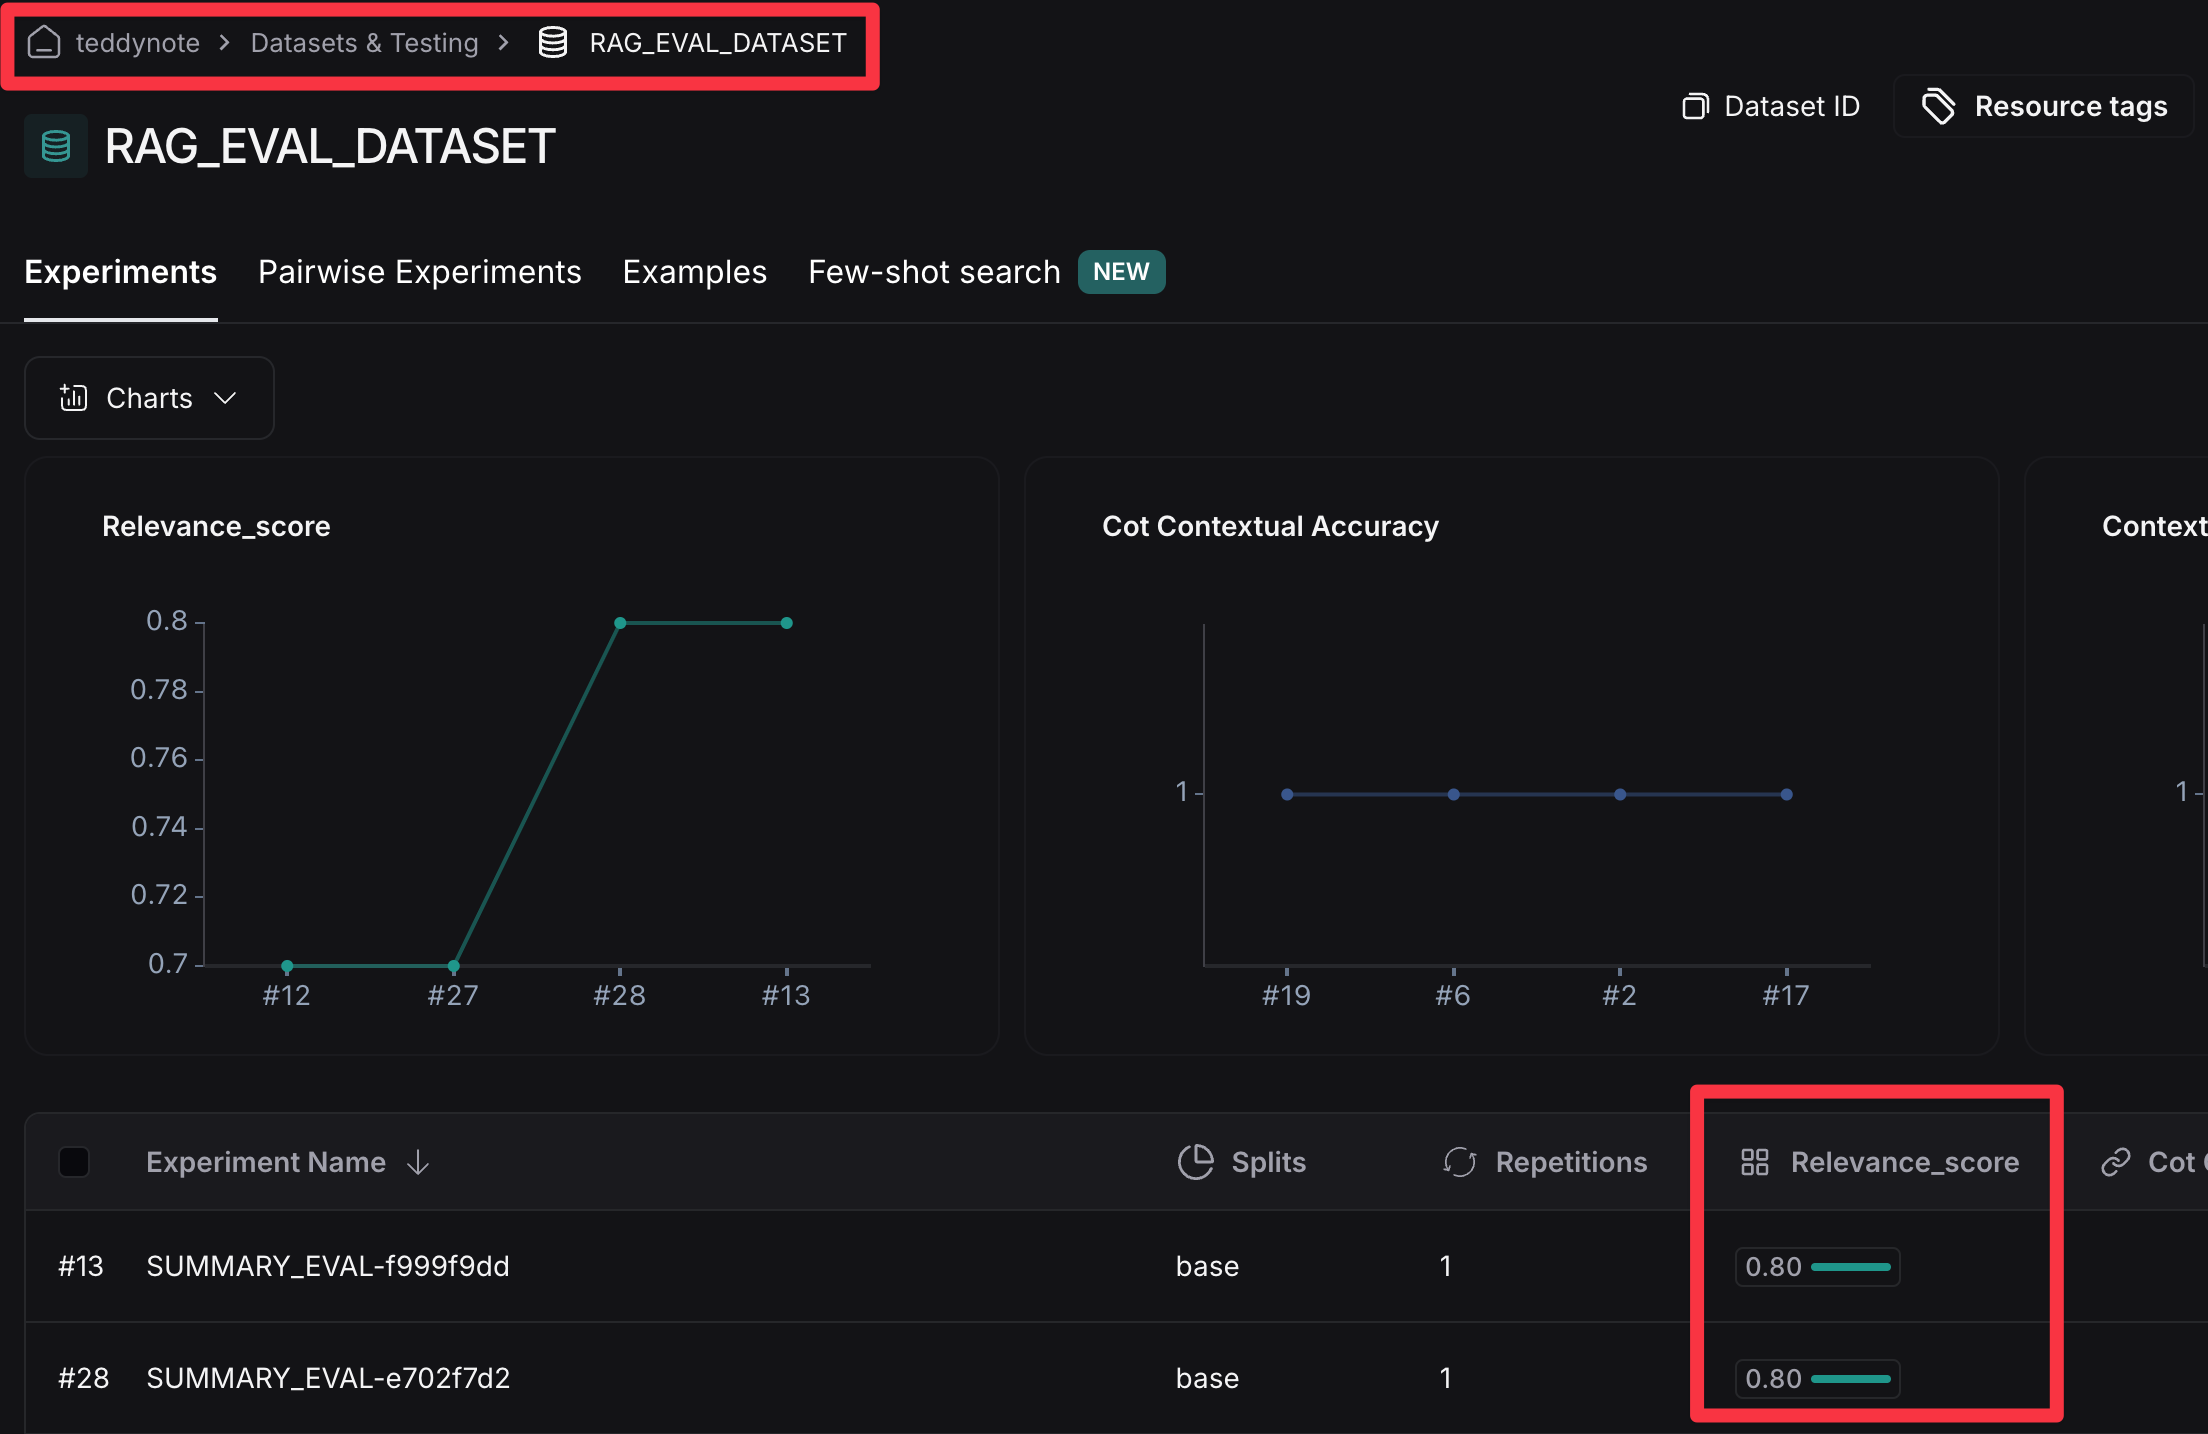 teddynote > Datasets & Testing > RAG_EVAL_DATASET
Dataset ID
Resource tags
RAG_EVAL_DATASET
Experiments
Pairwise Experiments
Examples
Few-shot search
NEW
Charts
Relevance_score
0.8
0.78
0.76
0.74
0.72
0.7
#12 #27 #28 #13
Cot Contextual Accuracy
1
#19 #6 #2 #17
Context
1
Experiment Name ↓ Splits Repetitions Relevance_score Cot
#13 SUMMARY_EVAL-f999f9dd base 1 0.80
#28 SUMMARY_EVAL-e702f7d2 base 1 0.80